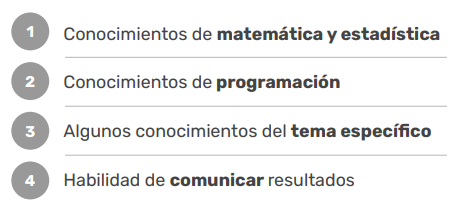 1 Conocimientos de matemática y estadística
2 Conocimientos de programación
3 Algunos conocimientos del tema específico
4 Habilidad de comunicar resultados